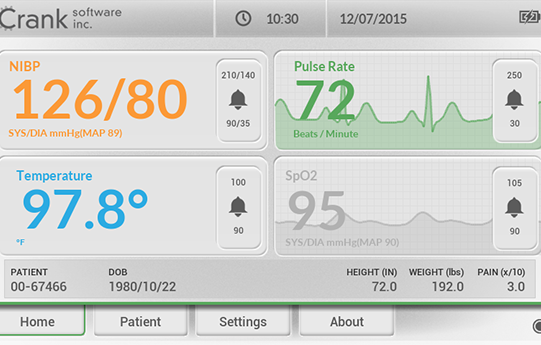 Crank software inc.
10:30
12/07/2015
NIBP
126/80
SYS/DIA mmHg(MAP 89)
210/140
90/35
Pulse Rate
72
Beats / Minute
250
30
Temperature
97.8°
°F
100
90
SpO2
95
SYS/DIA mmHg(MAP 90)
105
90
PATIENT DOB HEIGHT (IN) WEIGHT (lbs) PAIN (x/10)
00-67466 1980/10/22 72.0 192.0 3.0
Home Patient Settings About